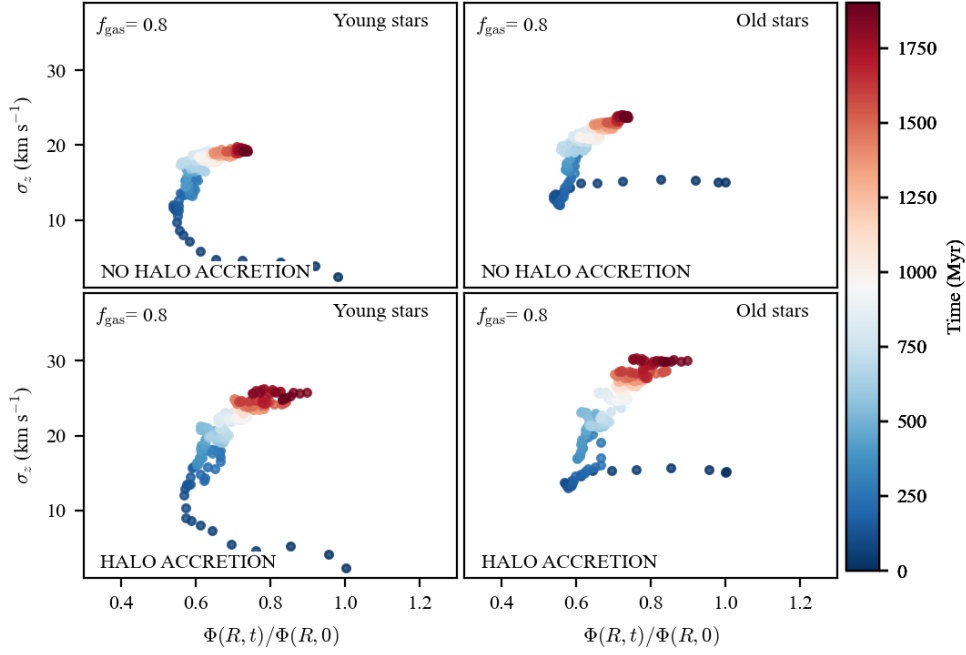 f_gas= 0.8 Young stars
f_gas= 0.8 Old stars
30
20
10
σ_z (km s⁻¹)
NO HALO ACCRETION
NO HALO ACCRETION
f_gas= 0.8 Young stars
f_gas= 0.8 Old stars
30
20
10
σ_z (km s⁻¹)
HALO ACCRETION
HALO ACCRETION
0.4 0.6 0.8 1.0 1.2
0.4 0.6 0.8 1.0 1.2
Φ(R, t)/Φ(R, 0)
Φ(R, t)/Φ(R, 0)
1750
1500
1250
1000
750
500
250
0
Time (Myr)